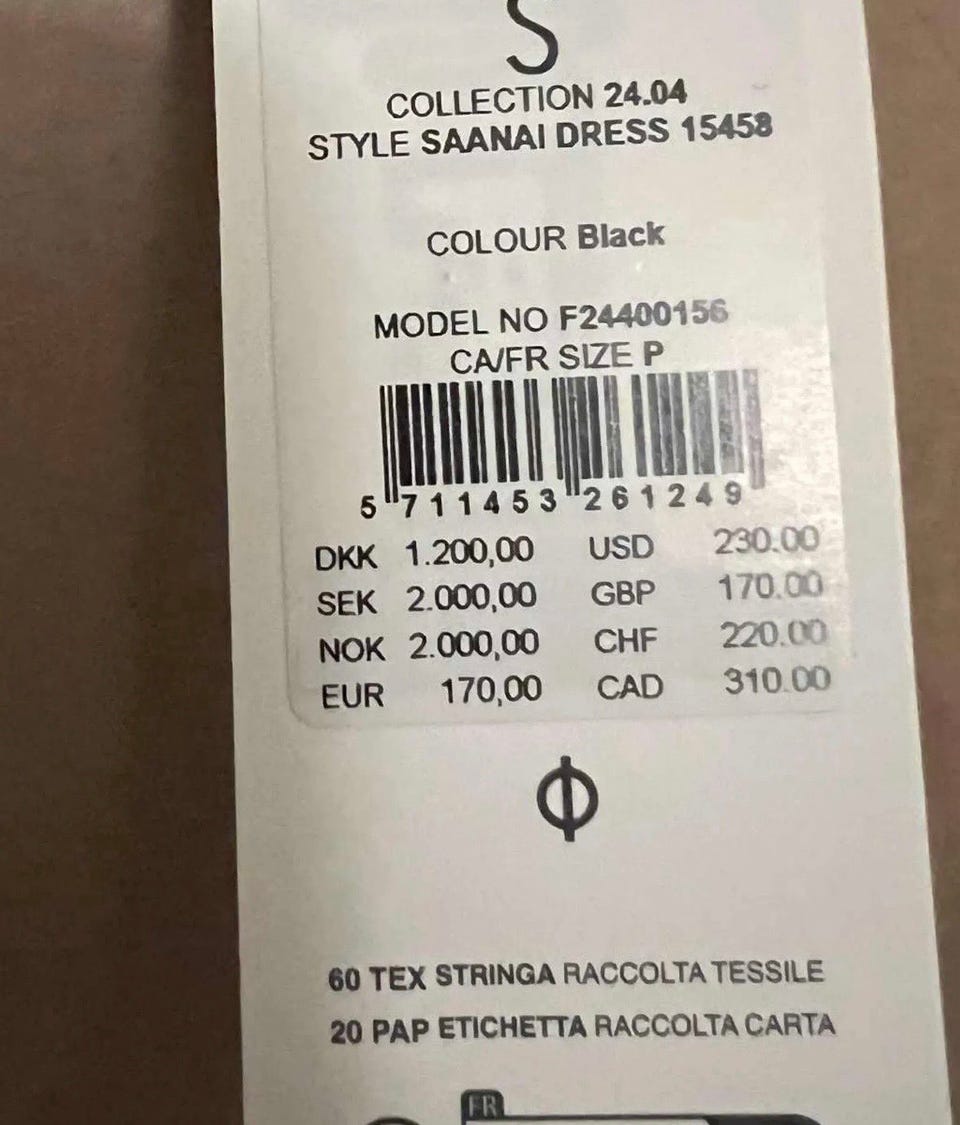 S
COLLECTION 24.04
STYLE SAANAI DRESS 15458
COLOUR Black
MODEL NO F24400156
CA/FR SIZE P
5 711453 261249
DKK 1.200,00 USD 230.00
SEK 2.000,00 GBP 170.00
NOK 2.000,00 CHF 220.00
EUR 170,00 CAD 310.00
60 TEX STRINGA RACCOLTA TESSILE
20 PAP ETICHETTA RACCOLTA CARTA
FR